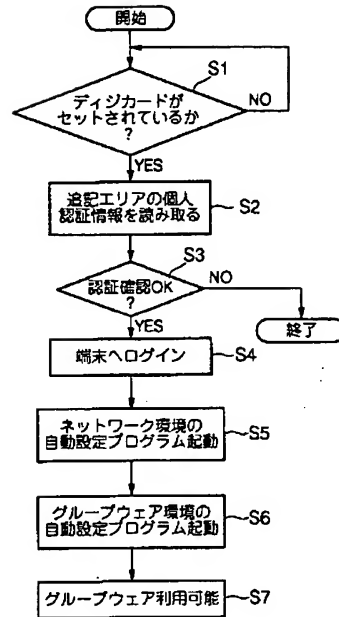 開始
S1
ディジカードが
セットされているか
?
NO
YES
追記エリアの個人
認証情報を読み取る
S2
S3
認証確認OK
?
NO
YES
終了
端末へログイン
S4
ネットワーク環境の
自動設定プログラム起動
S5
グループウェア環境の
自動設定プログラム起動
S6
グループウェア利用可能
S7